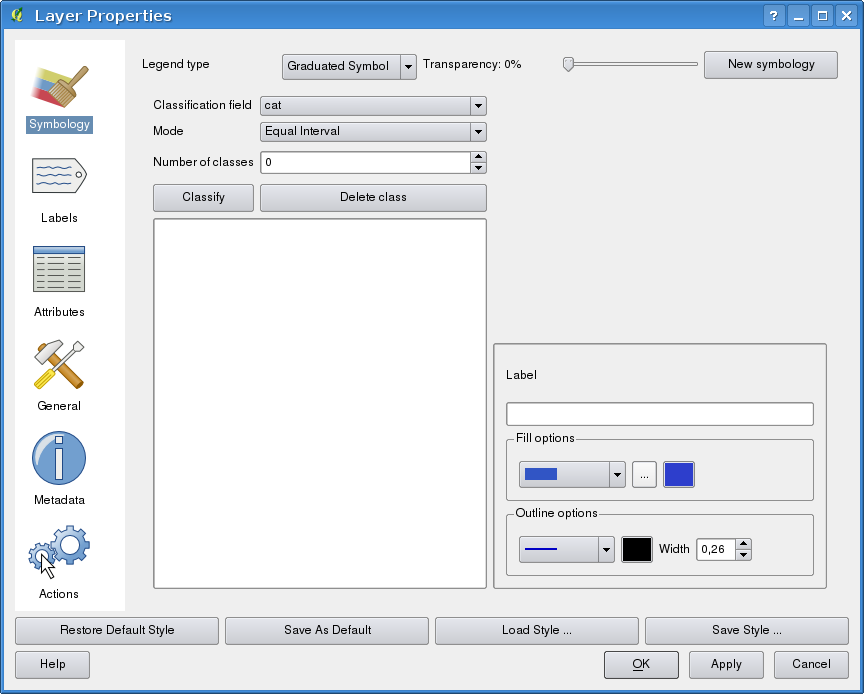 Layer Properties
?
Legend type
Graduated Symbol
Transparency: 0%
New symbology
Symbology
Labels
Attributes
General
Metadata
Actions
Classification field
cat
Mode
Equal Interval
Number of classes
0
Classify
Delete class
Label
Fill options
...
Outline options
Width
0,26
Restore Default Style
Save As Default
Load Style ...
Save Style ...
Help
OK
Apply
Cancel